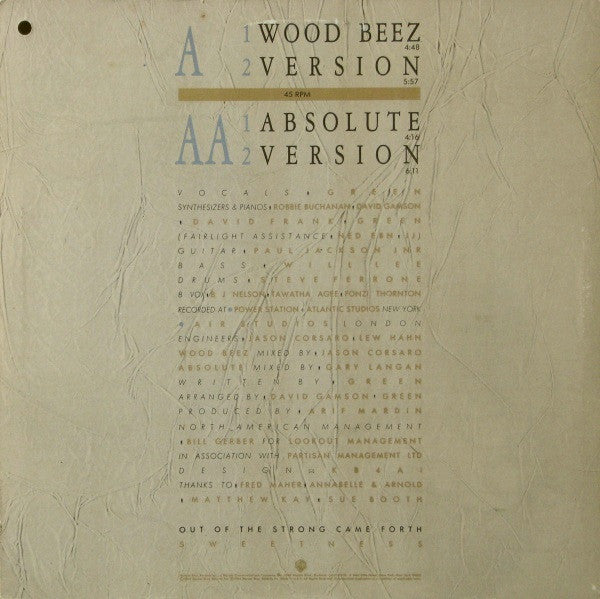 A 1 WOOD BEEZ
4:48
2 VERSION
5:57
45 RPM
AA 1 ABSOLUTE
4:16
2 VERSION
6:11
VOCALS GREEN
SYNTHESIZERS & PIANOS ROBBIE BUCHANAN DAVID GAMSON
DAVID FRANK GREEN
(FAIRLIGHT ASSISTANCE NED EBN JJ)
GUITAR PAUL JACKSON JNR
BASS WILL LEE
DRUMS STEVE FERRONE
B VOX B J NELSON TAWATHA AGEE FONZI THORNTON
RECORDED AT POWER STATION ATLANTIC STUDIOS NEW YORK
AIR STUDIOS LONDON
ENGINEERS JASON CORSARO LEW HAHN
WOOD BEEZ MIXED BY JASON CORSARO
ABSOLUTE MIXED BY GARY LANGAN
WRITTEN BY GREEN
ARRANGED BY DAVID GAMSON GREEN
PRODUCED BY ARIF MARDIN
NORTH AMERICAN MANAGEMENT
BILL GERBER FOR LOOKOUT MANAGEMENT
IN ASSOCIATION WITH PARTISAN MANAGEMENT LTD
DESIGN KB4AI
THANKS TO FRED MAHER ANNABELLE & ARNOLD
MATTHEW KAY SUE BOOTH
OUT OF THE STRONG CAME FORTH
SWEETNESS